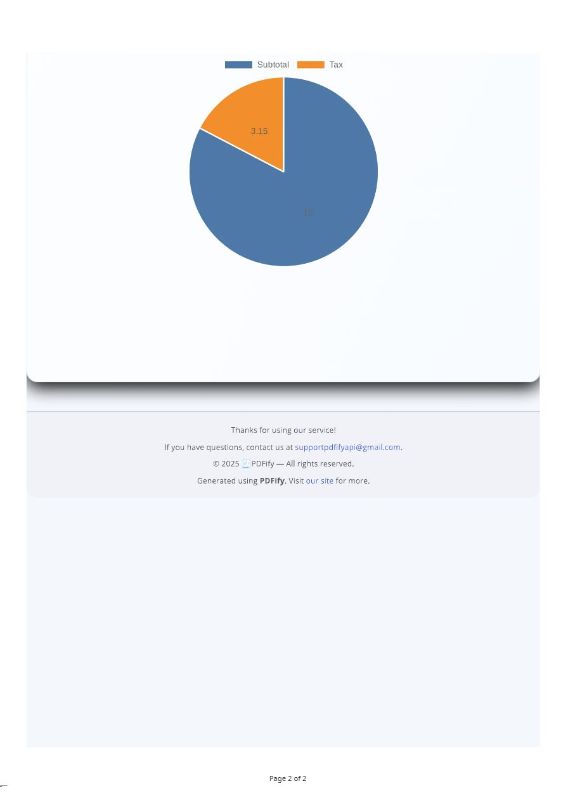 Subtotal Tax
3.15
15
Thanks for using our service!
If you have questions, contact us at supportpdfifyapi@gmail.com.
© 2025 🧾 PDFify — All rights reserved.
Generated using PDFify. Visit our site for more.
Page 2 of 2